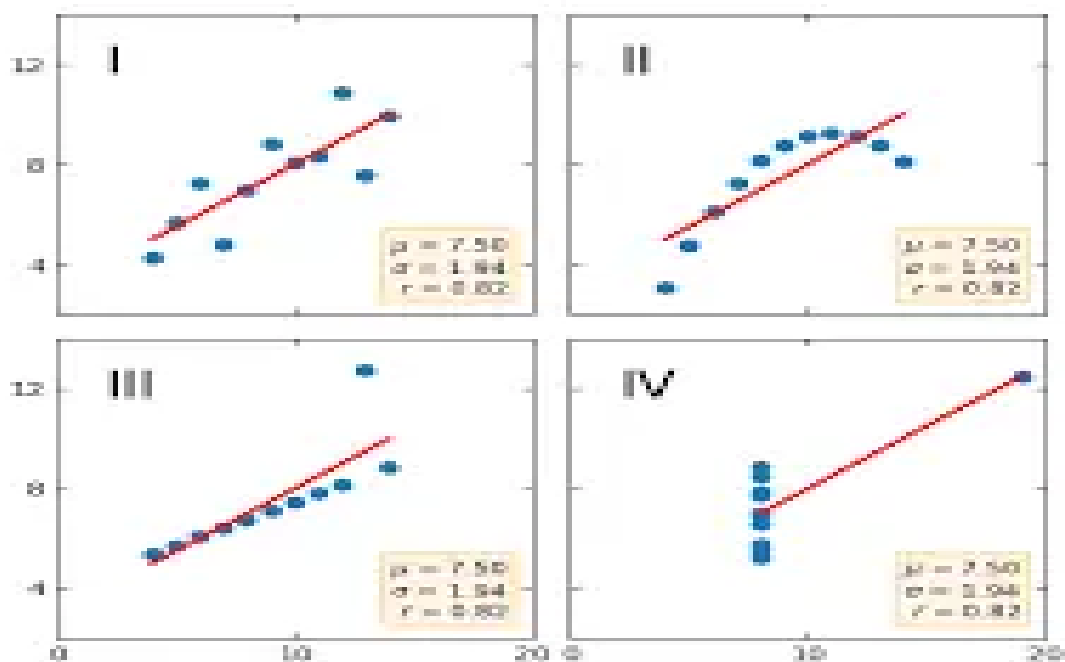 I
12
8
4
μ = 7.50
σ = 1.94
r = 0.82
II
μ = 7.50
σ = 1.94
r = 0.82
III
12
8
4
μ = 7.50
σ = 1.94
r = 0.82
0 10 20
IV
μ = 7.50
σ = 1.94
r = 0.82
0 10 20